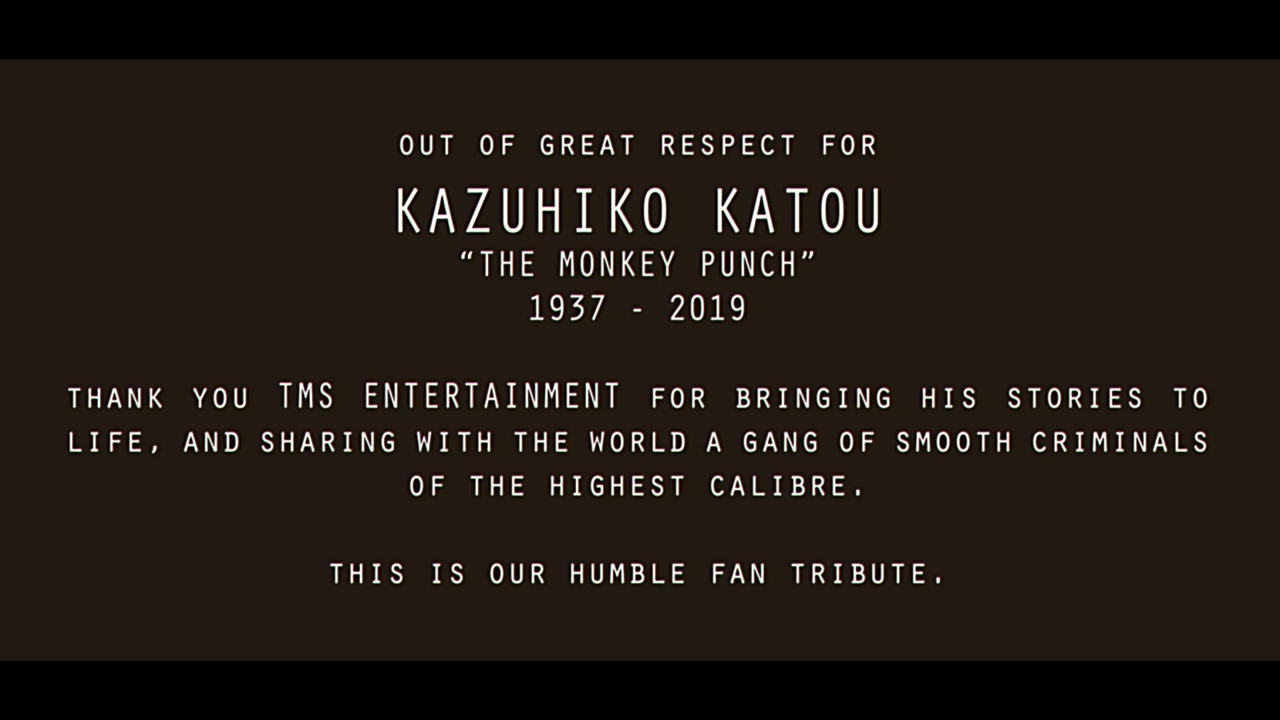 OUT OF GREAT RESPECT FOR
KAZUHIKO KATOU
“THE MONKEY PUNCH”
1937 - 2019
THANK YOU TMS ENTERTAINMENT FOR BRINGING HIS STORIES TO
LIFE, AND SHARING WITH THE WORLD A GANG OF SMOOTH CRIMINALS
OF THE HIGHEST CALIBRE.
THIS IS OUR HUMBLE FAN TRIBUTE.